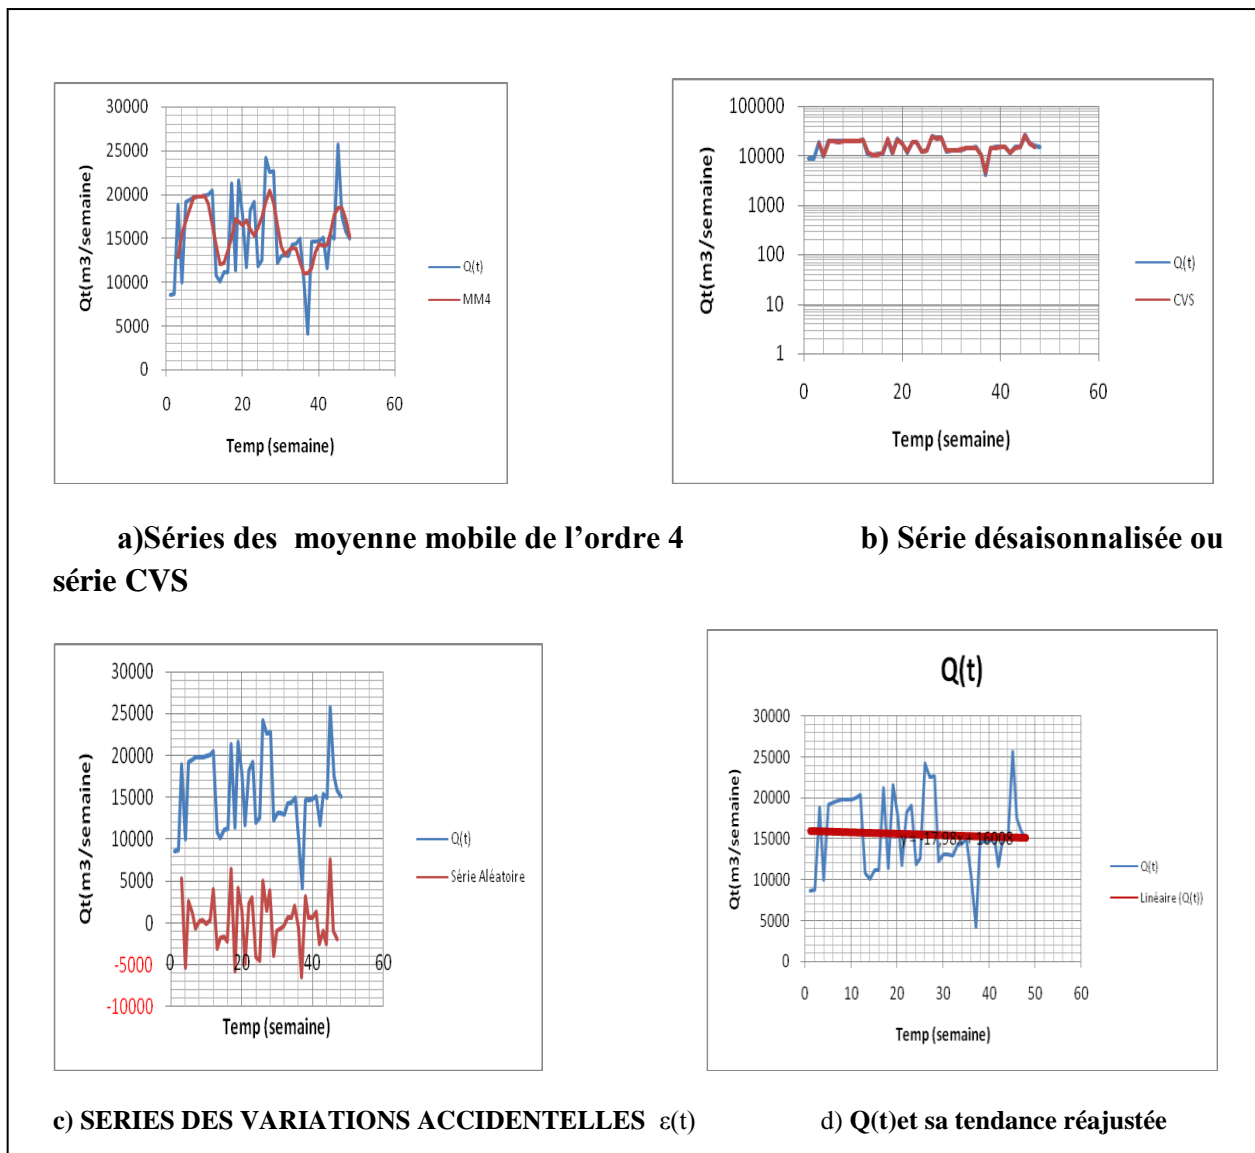 30000
25000
20000
15000
10000
5000
0
0 20 40 60
Qt(m3/semaine)
Temp (semaine)
Q(t)
MM4
100000
10000
1000
100
10
1
0 20 40 60
Qt(m3/semaine)
Temp (semaine)
Q(t)
CVS
a)Séries des moyenne mobile de l’ordre 4 b) Série désaisonnalisée ou
série CVS
30000
25000
20000
15000
10000
5000
0
-5000
-10000
0 20 40 60
Qt(m3/semaine)
Temp (semaine)
Q(t)
Série Aléatoire
Q(t)
30000
25000
20000
15000
10000
5000
0
0 10 20 30 40 50 60
Qt(m3/semaine)
Temp (semaine)
y = -17,98x + 16008
Q(t)
Linéaire (Q(t))
c) SERIES DES VARIATIONS ACCIDENTELLES ε(t) d) Q(t)et sa tendance réajustée